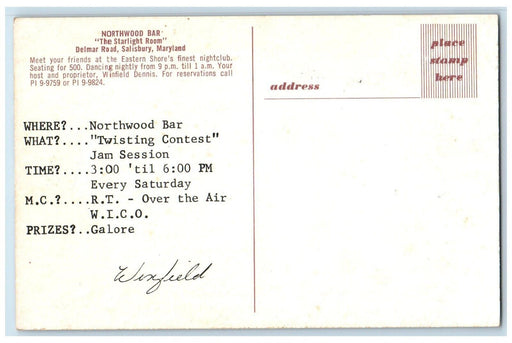 NORTHWOOD BAR
"The Starlight Room"
Delmar Road, Salisbury, Maryland
Meet your friends at the Eastern Shore's finest nightclub.
Seating for 500. Dancing nightly from 9 p.m. till 1 a.m. Your
host and proprietor, Winfield Dennis. For reservations call
PI 9-9759 or PI 9-9824.
WHERE?...Northwood Bar
WHAT?...."Twisting Contest"
Jam Session
TIME?....3:00 'til 6:00 PM
Every Saturday
M.C.?....R.T. - Over the Air
W.I.C.O.
PRIZES?..Galore
Winfield
address
place
stamp
here